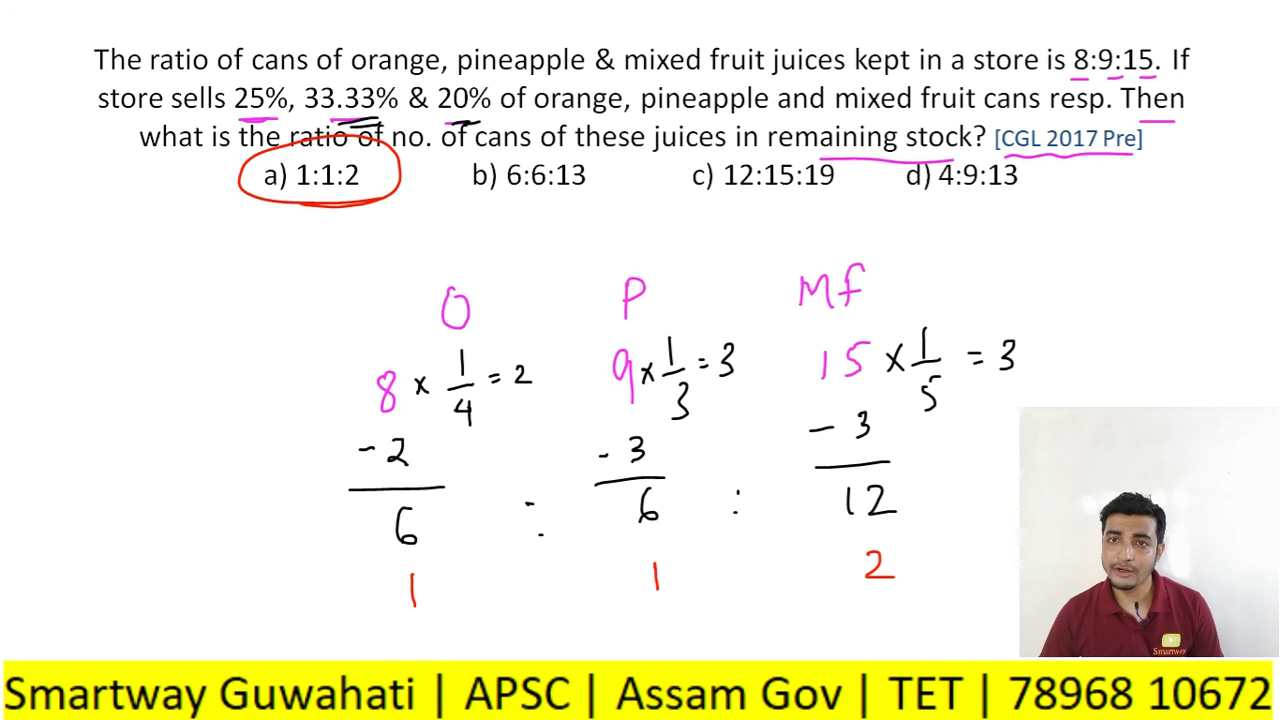 The ratio of cans of orange, pineapple & mixed fruit juices kept in a store is 8:9:15. If
store sells 25%, 33.33% & 20% of orange, pineapple and mixed fruit cans resp. Then
what is the ratio of no. of cans of these juices in remaining stock? [CGL 2017 Pre]
a) 1:1:2 b) 6:6:13 c) 12:15:19 d) 4:9:13
O P Mf
8 × 1/4 = 2 9 × 1/3 = 3 15 × 1/5 = 3
- 2 - 3 - 3
6 : 6 : 12
1 1 2
Smartway
Smartway Guwahati | APSC | Assam Gov | TET | 78968 10672